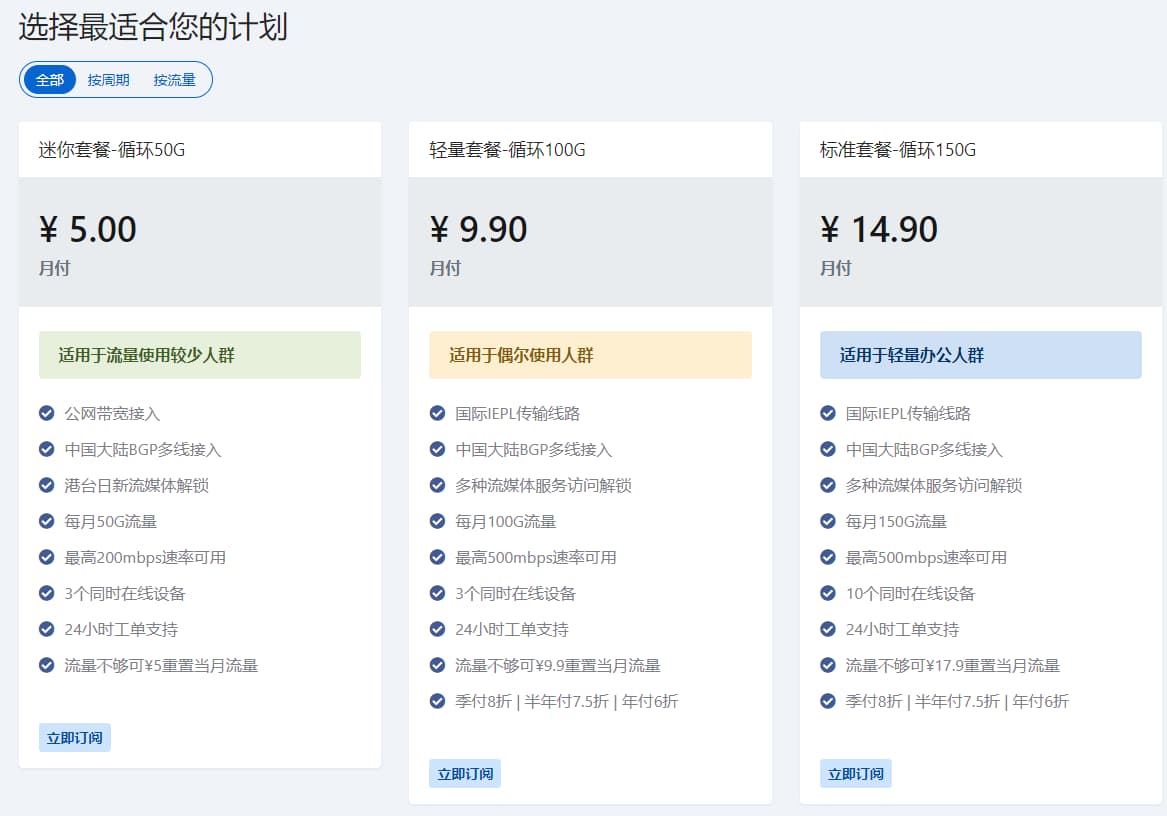 选择最适合您的计划
全部 按周期 按流量
迷你套餐-循环50G
¥ 5.00
月付
适用于流量使用较少人群
公网带宽接入
中国大陆BGP多线接入
港台日新流媒体解锁
每月50G流量
最高200mbps速率可用
3个同时在线设备
24小时工单支持
流量不够可¥5重置当月流量
立即订阅
轻量套餐-循环100G
¥ 9.90
月付
适用于偶尔使用人群
国际IEPL传输线路
中国大陆BGP多线接入
多种流媒体服务访问解锁
每月100G流量
最高500mbps速率可用
3个同时在线设备
24小时工单支持
流量不够可¥9.9重置当月流量
季付8折 | 半年付7.5折 | 年付6折
立即订阅
标准套餐-循环150G
¥ 14.90
月付
适用于轻量办公人群
国际IEPL传输线路
中国大陆BGP多线接入
多种流媒体服务访问解锁
每月150G流量
最高500mbps速率可用
10个同时在线设备
24小时工单支持
流量不够可¥17.9重置当月流量
季付8折 | 半年付7.5折 | 年付6折
立即订阅